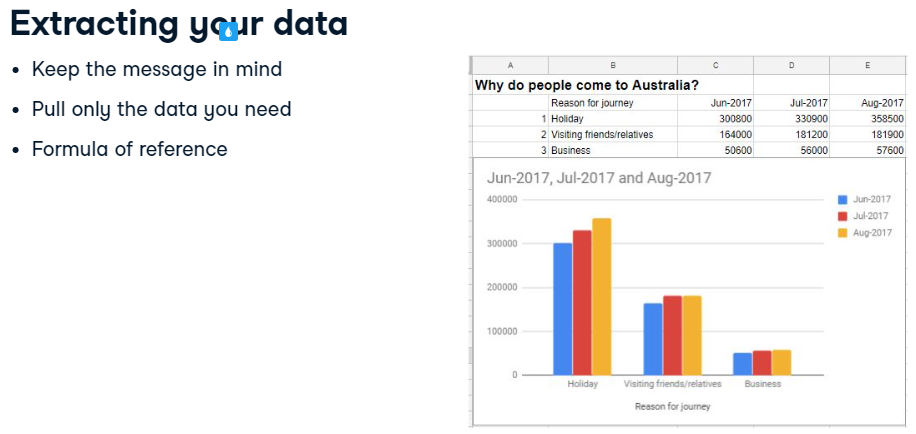 Extracting your data
• Keep the message in mind
• Pull only the data you need
• Formula of reference
A B C D E
Why do people come to Australia?
Reason for journey Jun-2017 Jul-2017 Aug-2017
1 Holiday 300800 330900 358500
2 Visiting friends/relatives 164000 181200 181900
3 Business 50600 56000 57600
Jun-2017, Jul-2017 and Aug-2017
400000
300000
200000
100000
0
Jun-2017
Jul-2017
Aug-2017
Holiday Visiting friends/relatives Business
Reason for journey